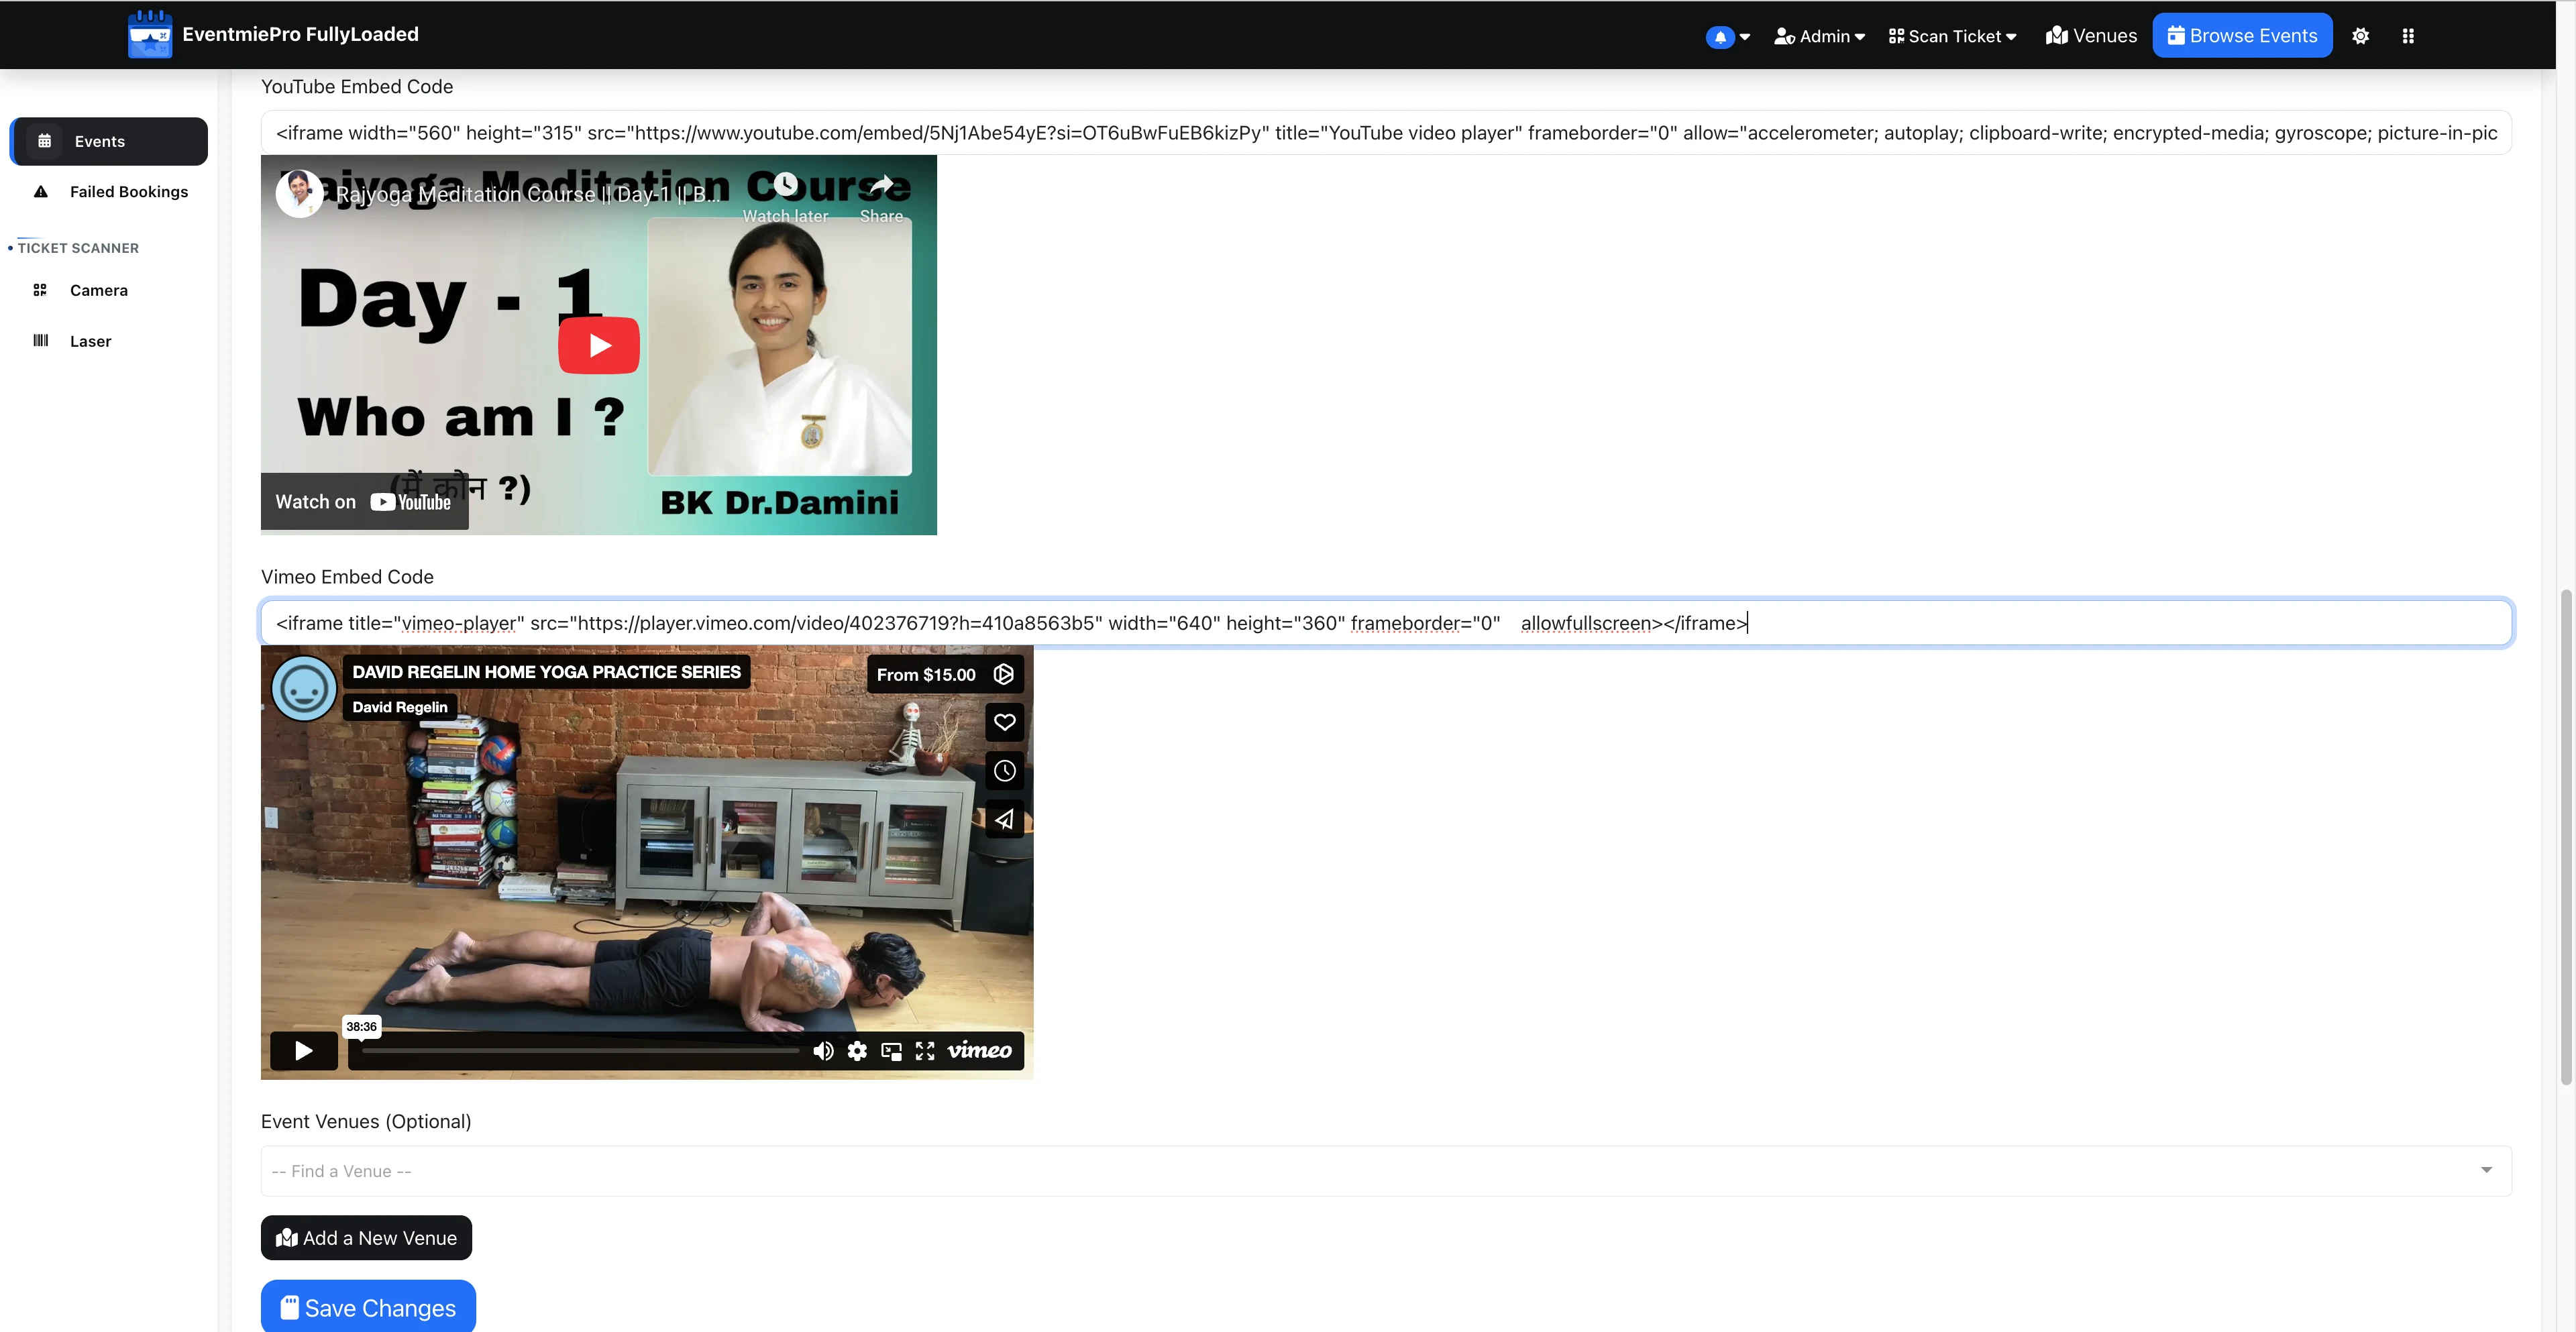 EventmiePro FullyLoaded
Admin
Scan Ticket
Venues
Browse Events
Events
Failed Bookings
TICKET SCANNER
Camera
Laser
YouTube Embed Code
<iframe width="560" height="315" src="https://www.youtube.com/embed/5Nj1Abe54yE?si=OT6uBwFuEB6kizPy" title="YouTube video player" frameborder="0" allow="accelerometer; autoplay; clipboard-write; encrypted-media; gyroscope; picture-in-pic
Rajyoga Meditation Course
Rajyoga Meditation Course || Day-1 || B...
Watch later
Share
Day - 1
Who am I ?
(मैं कौन ?)
BK Dr.Damini
Watch on YouTube
Vimeo Embed Code
<iframe title="vimeo-player" src="https://player.vimeo.com/video/402376719?h=410a8563b5" width="640" height="360" frameborder="0"    allowfullscreen></iframe>
DAVID REGELIN HOME YOGA PRACTICE SERIES
David Regelin
From $15.00
38:36
vimeo
Event Venues (Optional)
-- Find a Venue --
Add a New Venue
Save Changes